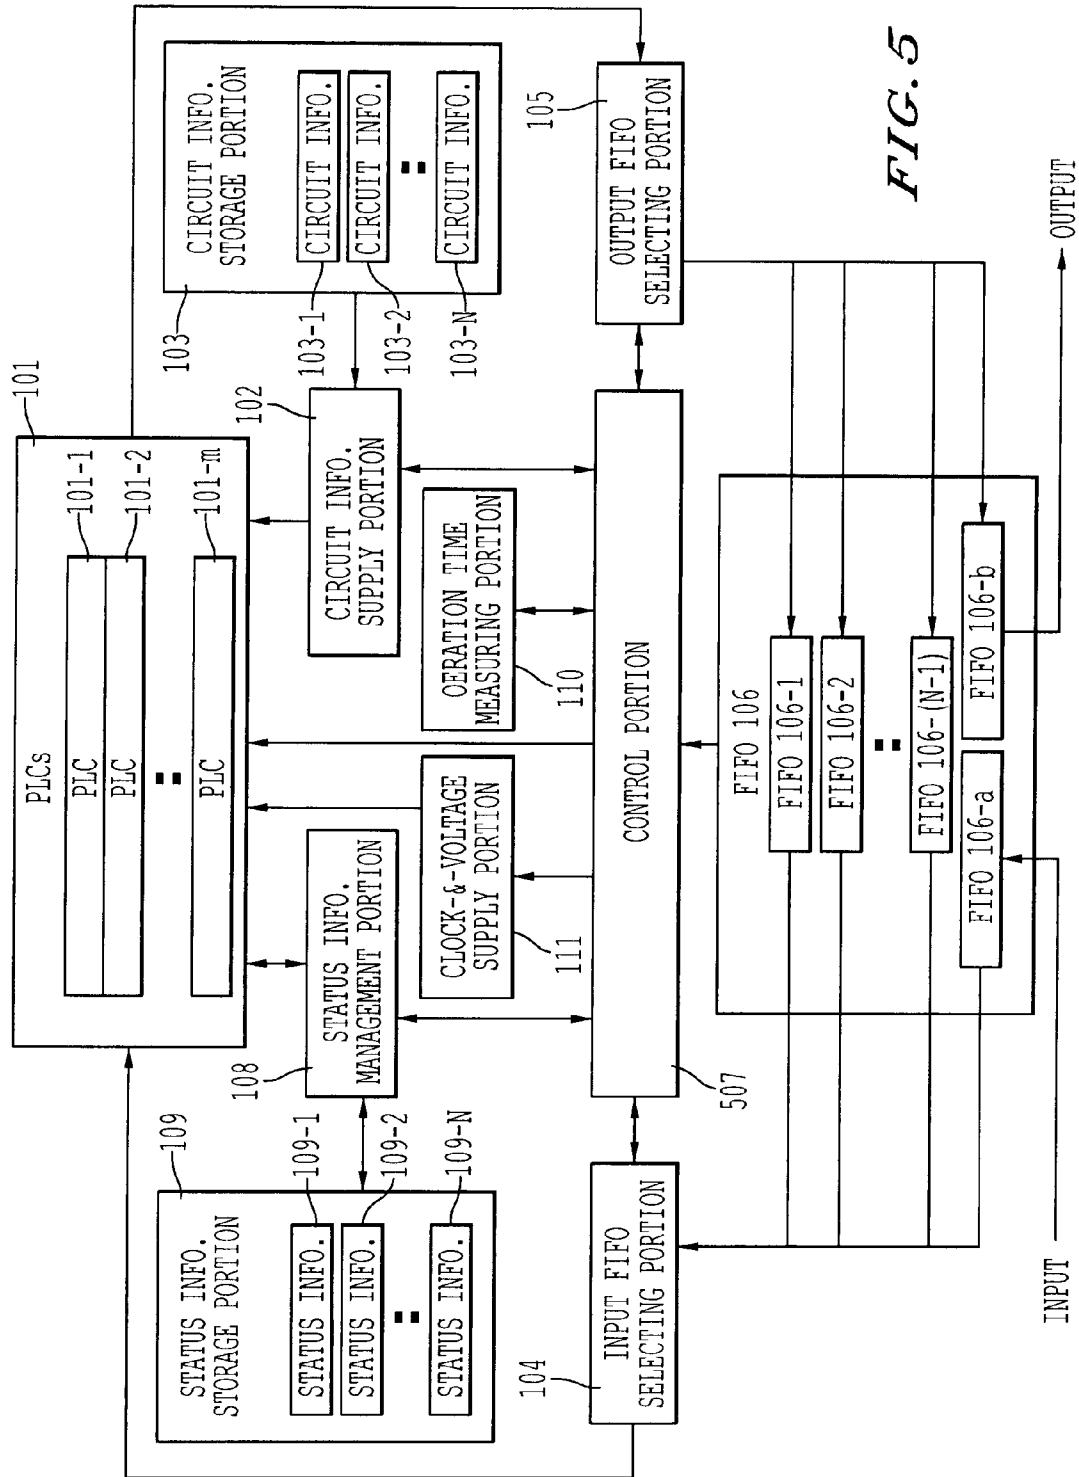 101
PLCs
PLC
101-1
PLC
101-2
PLC
101-m
109
STATUS INFO.
STORAGE PORTION
STATUS INFO.
109-1
STATUS INFO.
109-2
STATUS INFO.
109-N
108
STATUS INFO.
MANAGEMENT PORTION
CLOCK-&-VOLTAGE
SUPPLY PORTION
111
OERATION TIME
MEASURING PORTION
110
102
CIRCUIT INFO.
SUPPLY PORTION
CIRCUIT INFO.
STORAGE PORTION
103
CIRCUIT INFO.
103-1
CIRCUIT INFO.
103-2
CIRCUIT INFO.
103-N
104
INPUT FIFO
SELECTING PORTION
CONTROL PORTION
507
105
OUTPUT FIFO
SELECTING PORTION
FIFO 106
FIFO 106-1
FIFO 106-2
FIFO 106-(N-1)
FIFO 106-a
FIFO 106-b
INPUT
OUTPUT
FIG.5